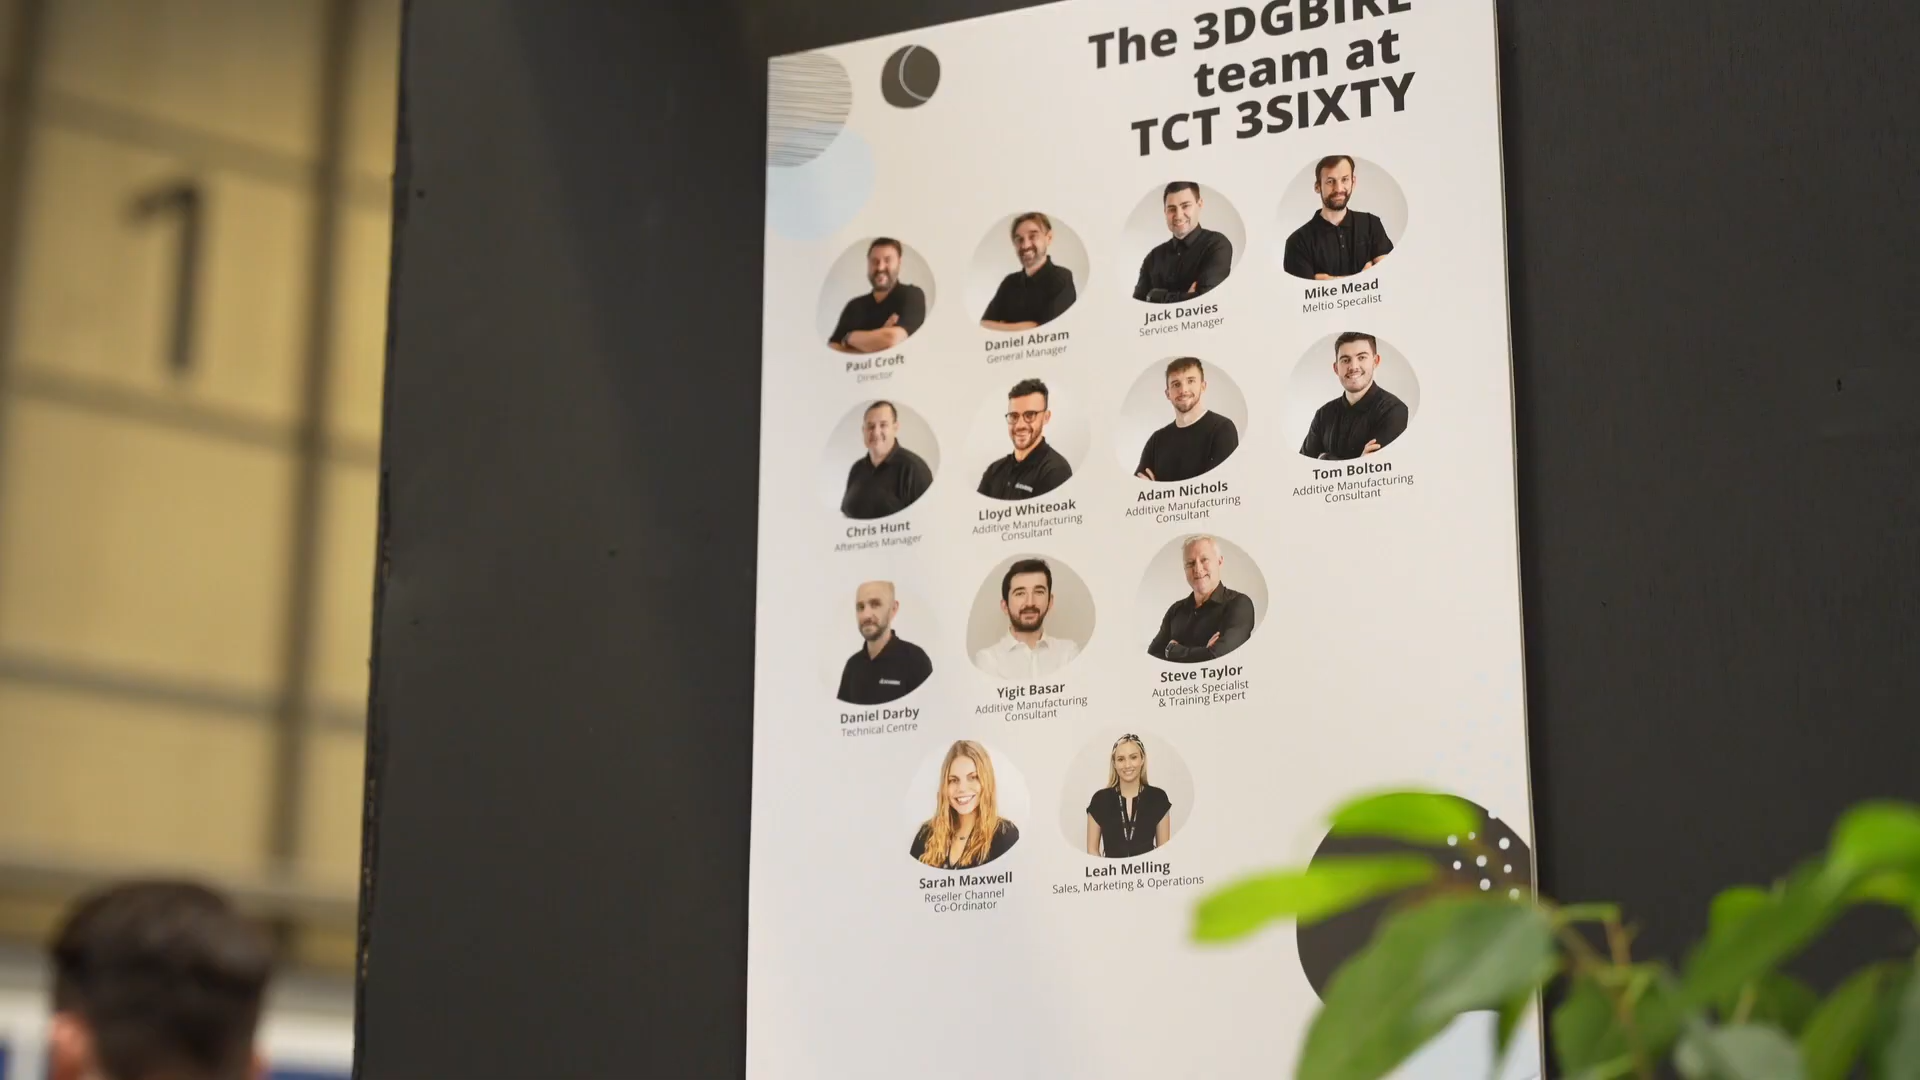 1
The 3DGBIRE
team at
TCT 3SIXTY
Paul Croft
Director
Daniel Abram
General Manager
Jack Davies
Services Manager
Mike Mead
Meltio Specalist
Chris Hunt
Aftersales Manager
Lloyd Whiteoak
Additive Manufacturing
Consultant
Adam Nichols
Additive Manufacturing
Consultant
Tom Bolton
Additive Manufacturing
Consultant
Daniel Darby
Technical Centre
Yigit Basar
Additive Manufacturing
Consultant
Steve Taylor
Autodesk Specialist
& Training Expert
Sarah Maxwell
Reseller Channel
Co-Ordinator
Leah Melling
Sales, Marketing & Operations